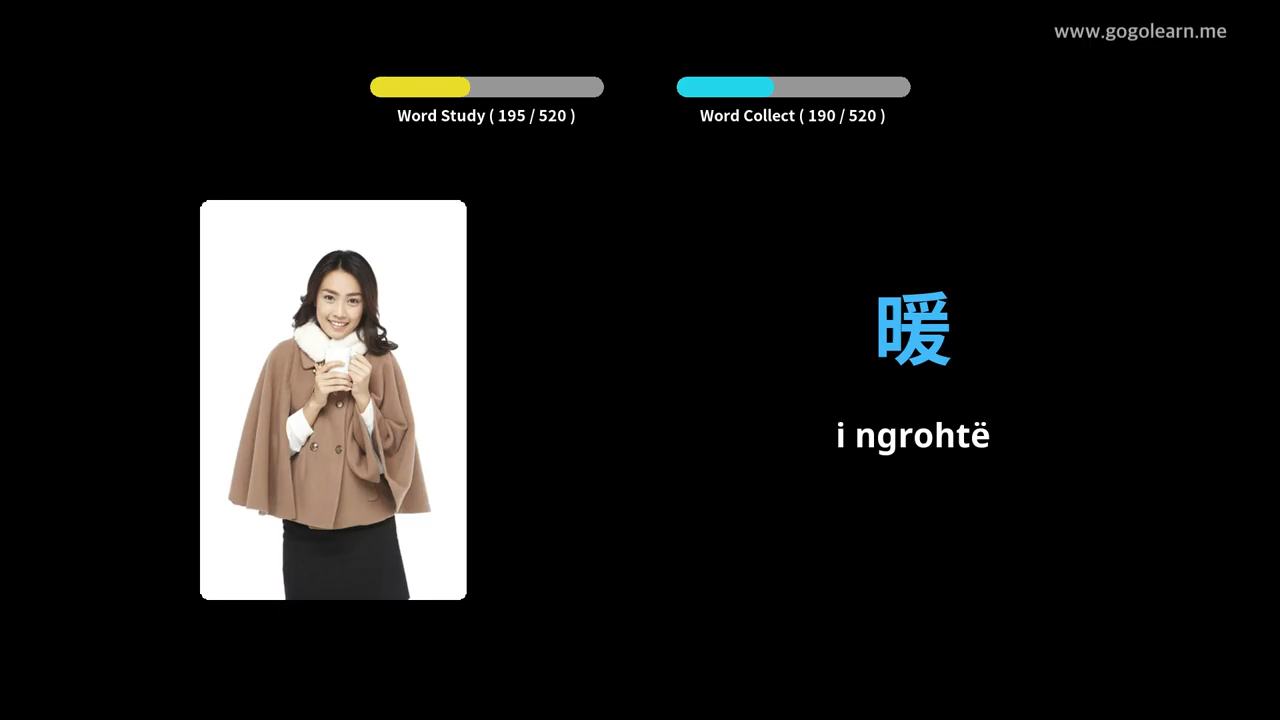 www.gogolearn.me
Word Study ( 195 / 520 )
Word Collect ( 190 / 520 )
暖
i ngrohtë